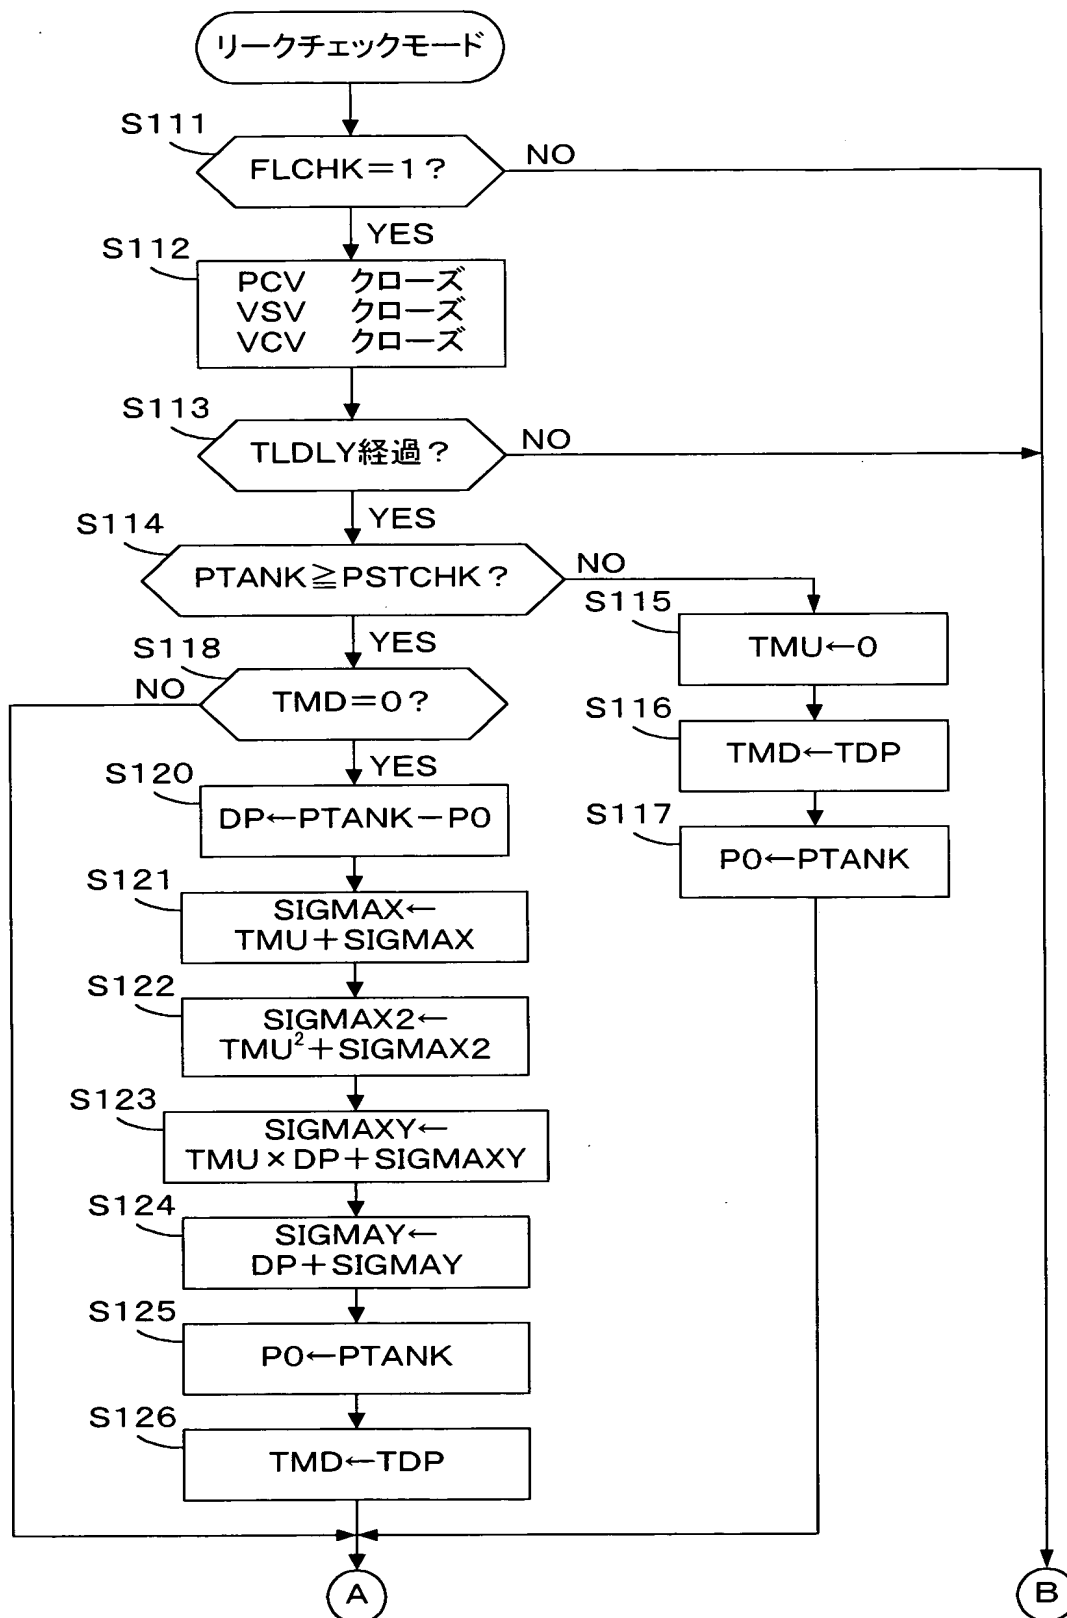 リークチェックモード
S111
FLCHK=1?
NO
YES
S112
PCV クローズ
VSV クローズ
VCV クローズ
S113
TLDLY経過?
NO
YES
S114
PTANK≧PSTCHK?
NO
YES
S115
TMU←0
S116
TMD←TDP
S117
P0←PTANK
S118
NO
TMD=0?
YES
S120
DP←PTANK−P0
S121
SIGMAX←
TMU+SIGMAX
S122
SIGMAX2←
TMU²+SIGMAX2
S123
SIGMAXY←
TMU×DP+SIGMAXY
S124
SIGMAY←
DP+SIGMAY
S125
P0←PTANK
S126
TMD←TDP
A
B